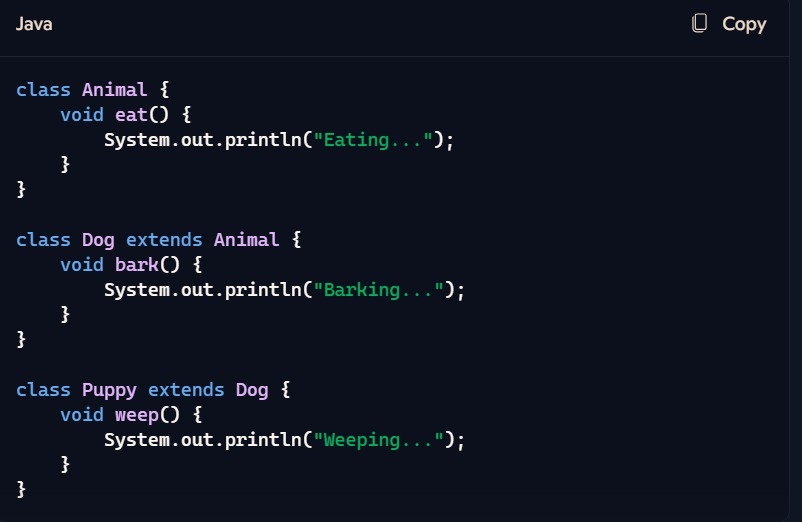 Java
Copy
class Animal {
    void eat() {
        System.out.println("Eating...");
    }
}

class Dog extends Animal {
    void bark() {
        System.out.println("Barking...");
    }
}

class Puppy extends Dog {
    void weep() {
        System.out.println("Weeping...");
    }
}